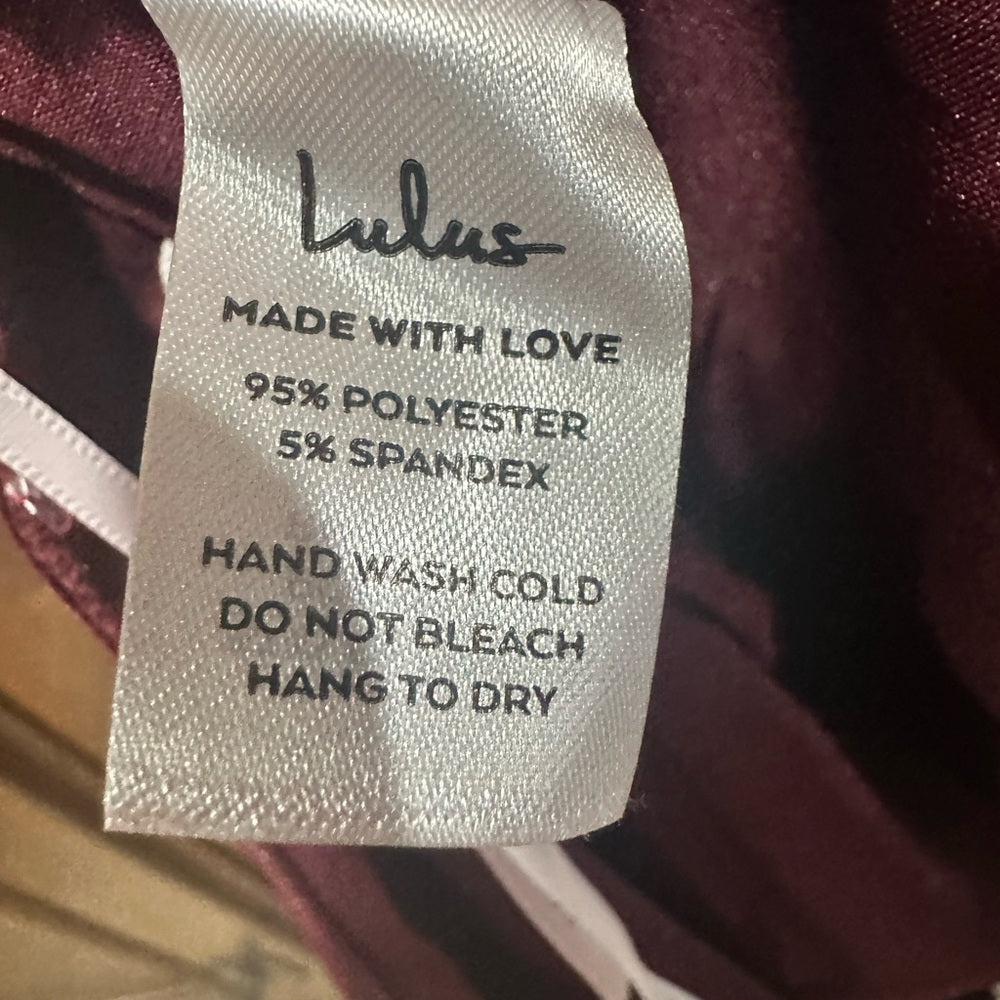 Lulus
MADE WITH LOVE
95% POLYESTER
5% SPANDEX
HAND WASH COLD
DO NOT BLEACH
HANG TO DRY